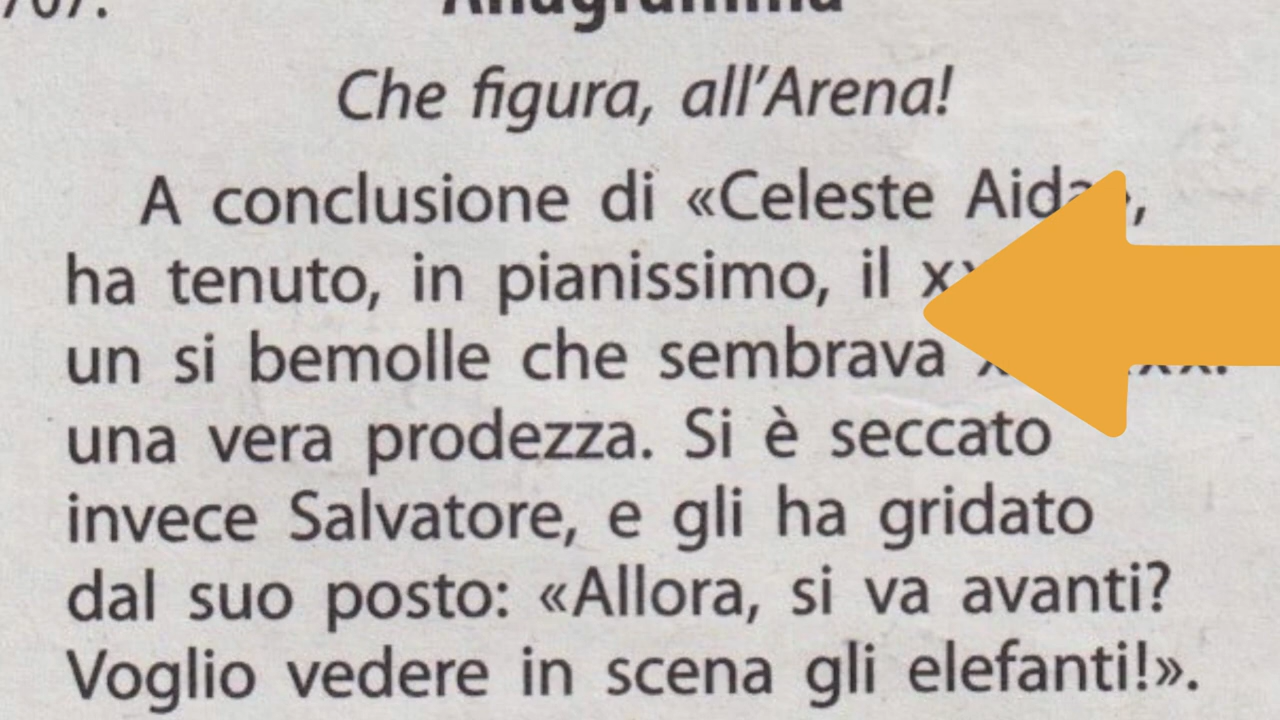 Anagramma
Che figura, all'Arena!
A conclusione di «Celeste Aida»,
ha tenuto, in pianissimo, il
un si bemolle che sembrava
una vera prodezza. Si è seccato
invece Salvatore, e gli ha gridato
dal suo posto: «Allora, si va avanti?
Voglio vedere in scena gli elefanti!».